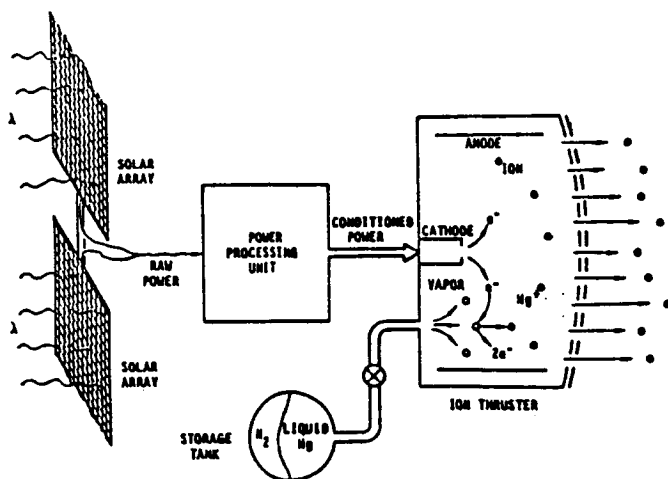 λ
SOLAR
ARRAY
λ
SOLAR
ARRAY
RAW
POWER
POWER
PROCESSING
UNIT
CONDITIONED
POWER
ANODE
ION
CATHODE
e⁻
VAPOR
e⁻
Hg⁺
2e⁻
ION THRUSTER
STORAGE
TANK
N₂
LIQUID
Hg